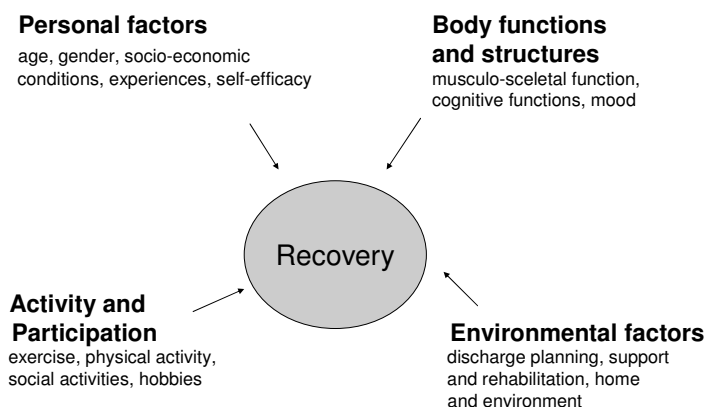 Personal factors
age, gender, socio-economic
conditions, experiences, self-efficacy
Body functions
and structures
musculo-sceletal function,
cognitive functions, mood
Recovery
Activity and
Participation
exercise, physical activity,
social activities, hobbies
Environmental factors
discharge planning, support
and rehabilitation, home
and environment